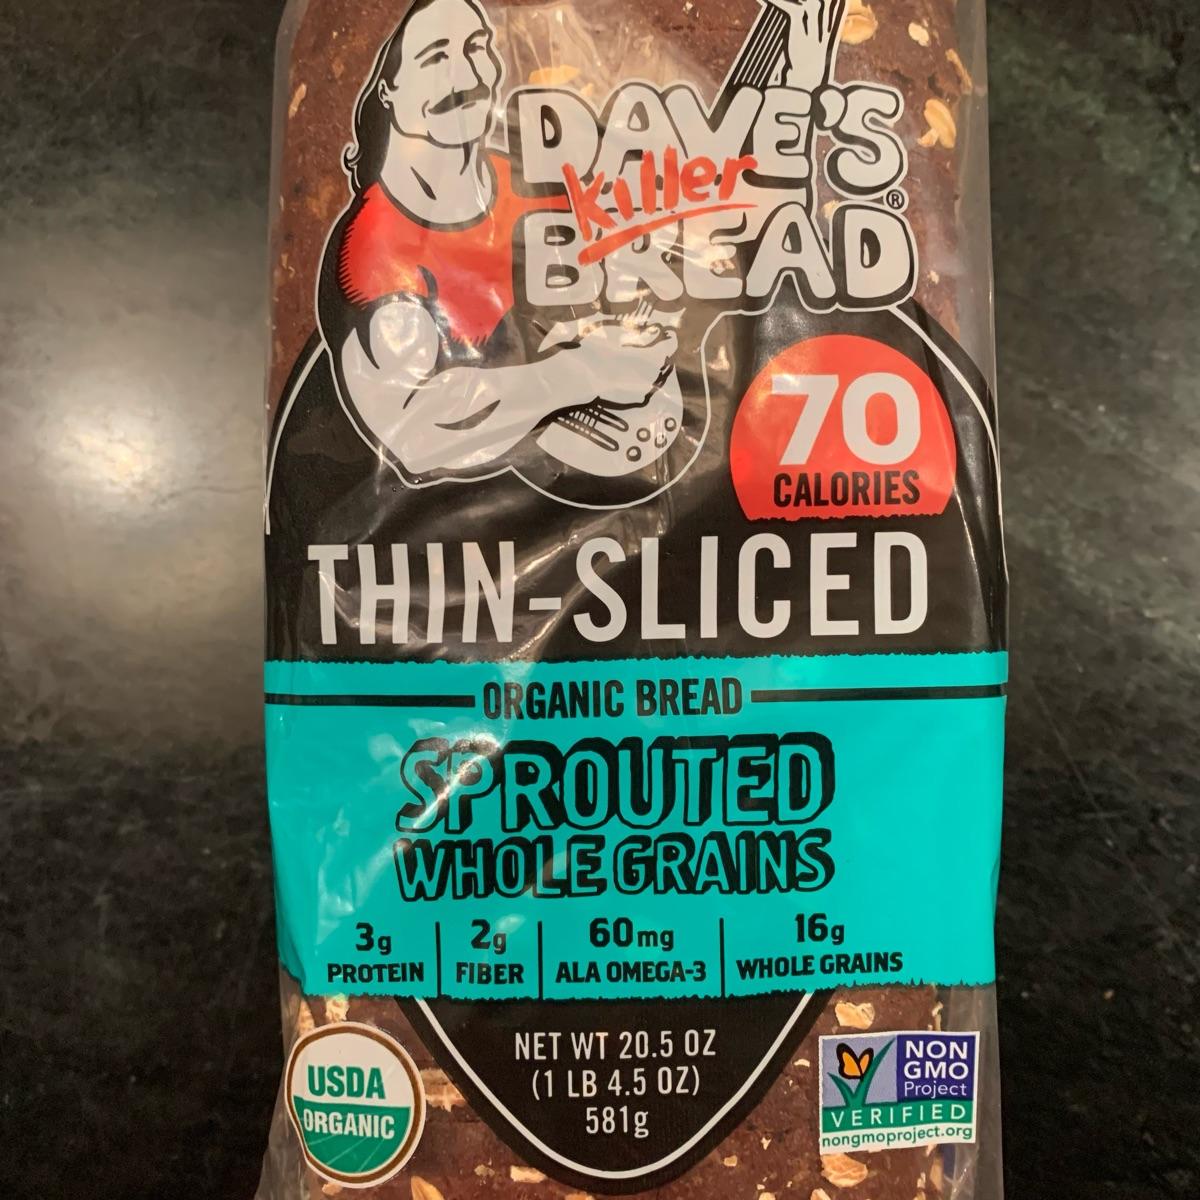 DAVE'S
killer
BREAD®
70
CALORIES
THIN-SLICED
ORGANIC BREAD
SPROUTED
WHOLE GRAINS
3g PROTEIN
2g FIBER
60mg ALA OMEGA-3
16g WHOLE GRAINS
NET WT 20.5 OZ
(1 LB 4.5 OZ)
581g
USDA
ORGANIC
NON
GMO
Project
VERIFIED
nongmoproject.org